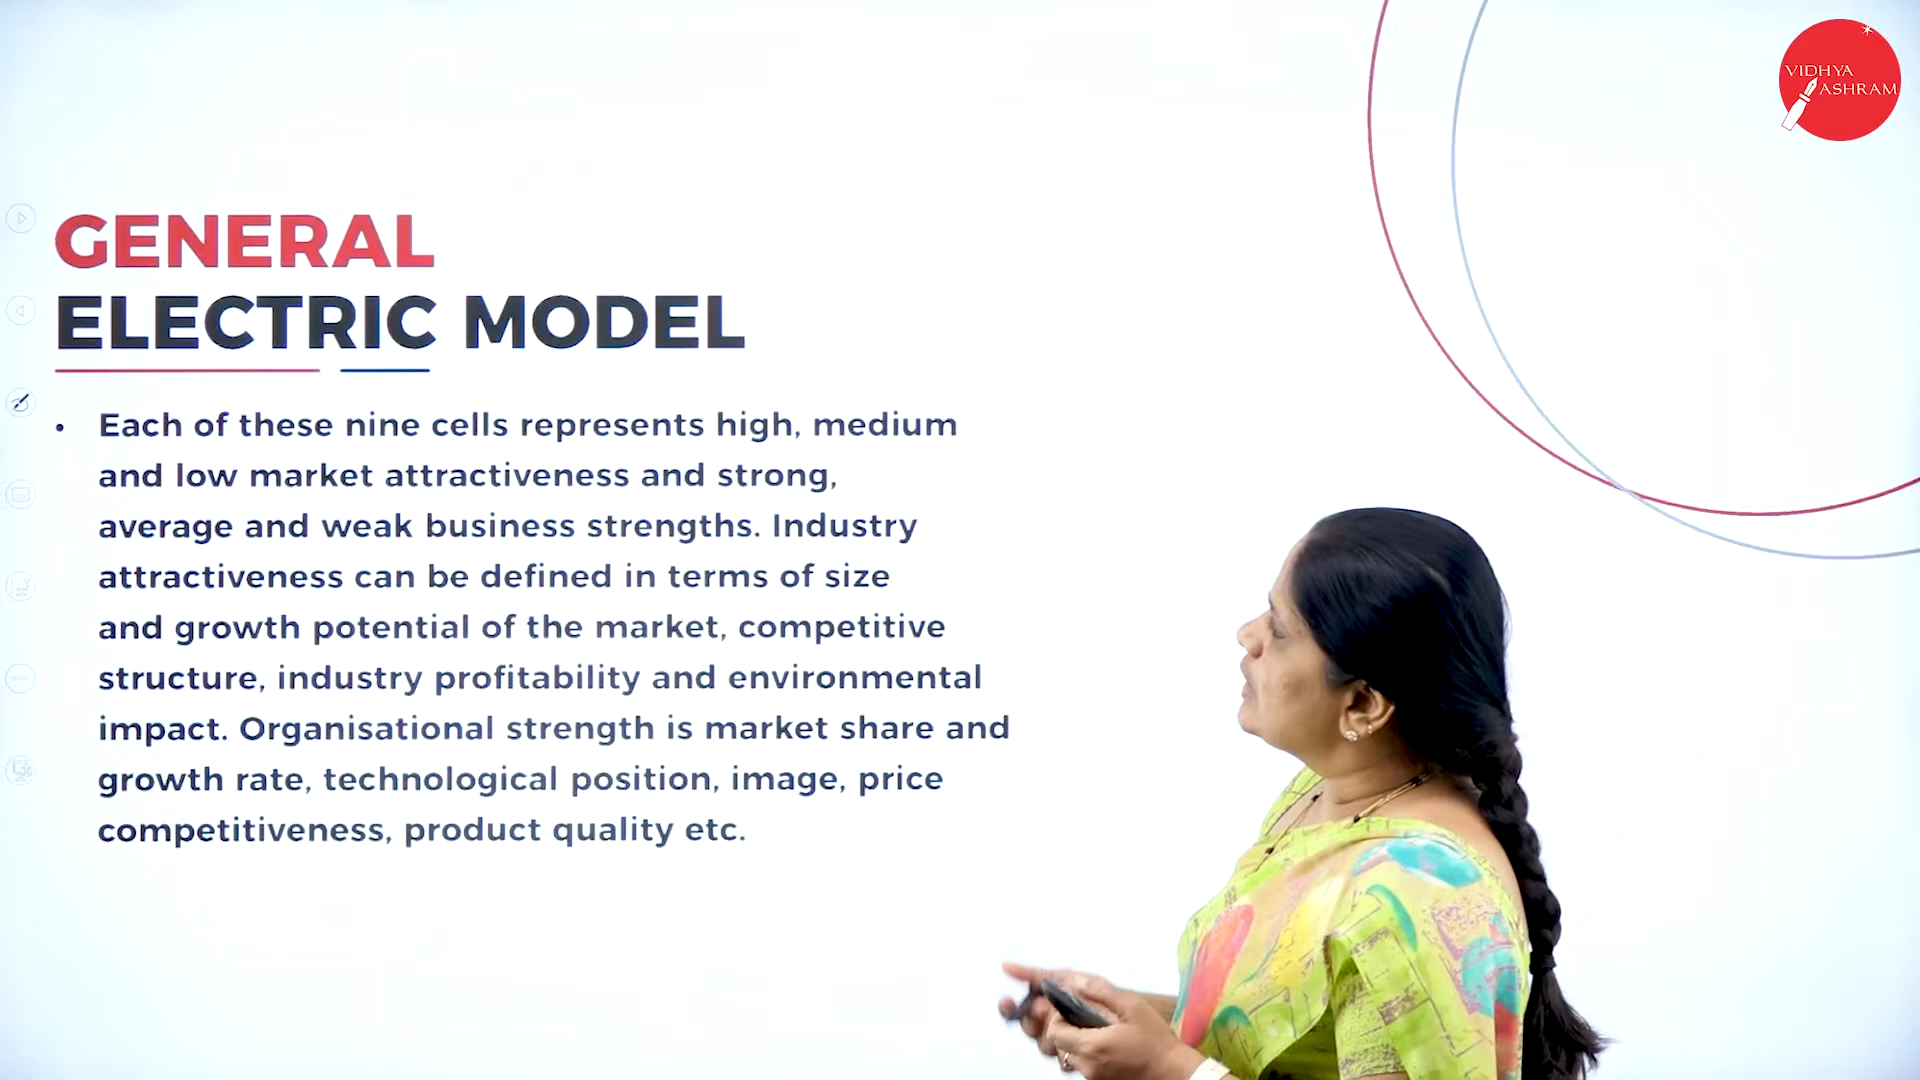 VIDHYA
ASHRAM
GENERAL
ELECTRIC MODEL
• Each of these nine cells represents high, medium
and low market attractiveness and strong,
average and weak business strengths. Industry
attractiveness can be defined in terms of size
and growth potential of the market, competitive
structure, industry profitability and environmental
impact. Organisational strength is market share and
growth rate, technological position, image, price
competitiveness, product quality etc.